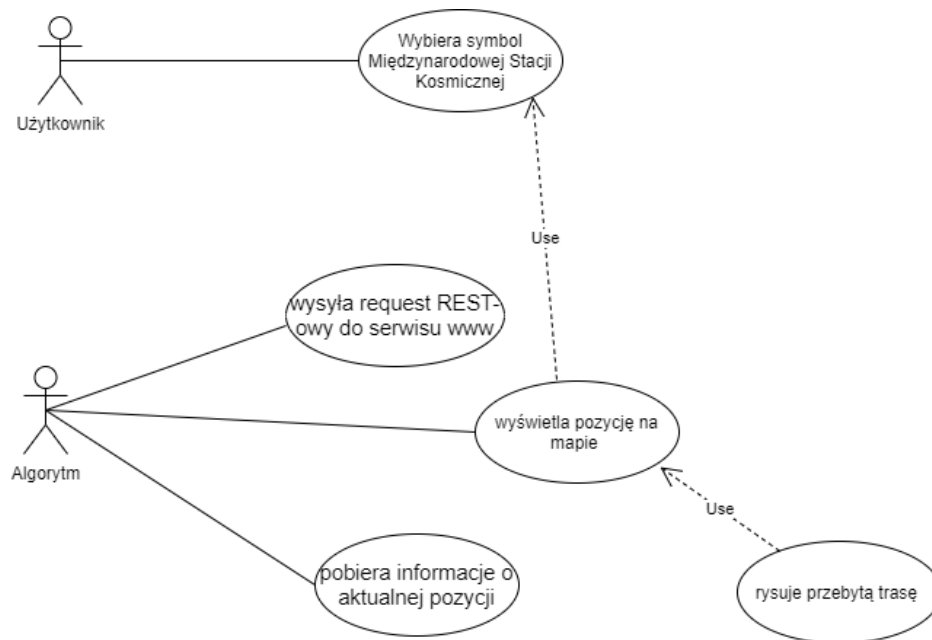 Wybiera symbol
Międzynarodowej Stacji
Kosmicznej
Użytkownik
Use
wysyła request REST-
owy do serwisu www
wyświetla pozycję na
mapie
Algorytm
Use
pobiera informacje o
aktualnej pozycji
rysuje przebytą trasę